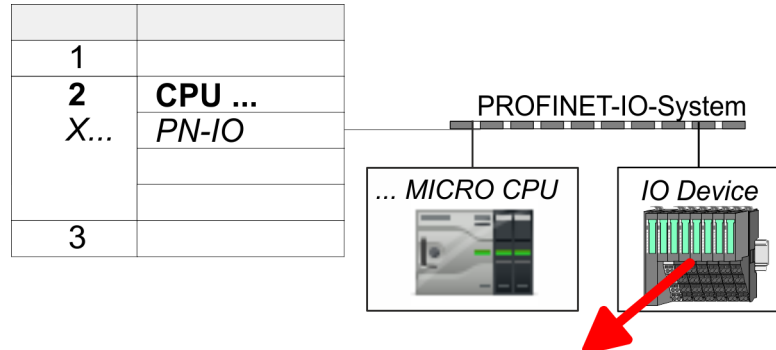 1
2 CPU ...
X... PN-IO
3
PROFINET-IO-System
... MICRO CPU
IO Device